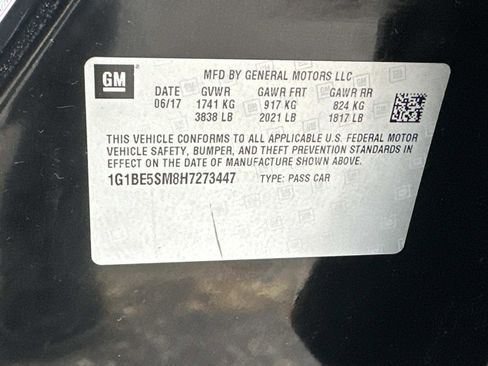 GM
MFD BY GENERAL MOTORS LLC
DATE GVWR GAWR FRT GAWR RR
06/17 1741 KG 917 KG 824 KG
3838 LB 2021 LB 1817 LB
THIS VEHICLE CONFORMS TO ALL APPLICABLE U.S. FEDERAL MOTOR
VEHICLE SAFETY, BUMPER, AND THEFT PREVENTION STANDARDS IN
EFFECT ON THE DATE OF MANUFACTURE SHOWN ABOVE.
1G1BE5SM8H7273447 TYPE: PASS CAR